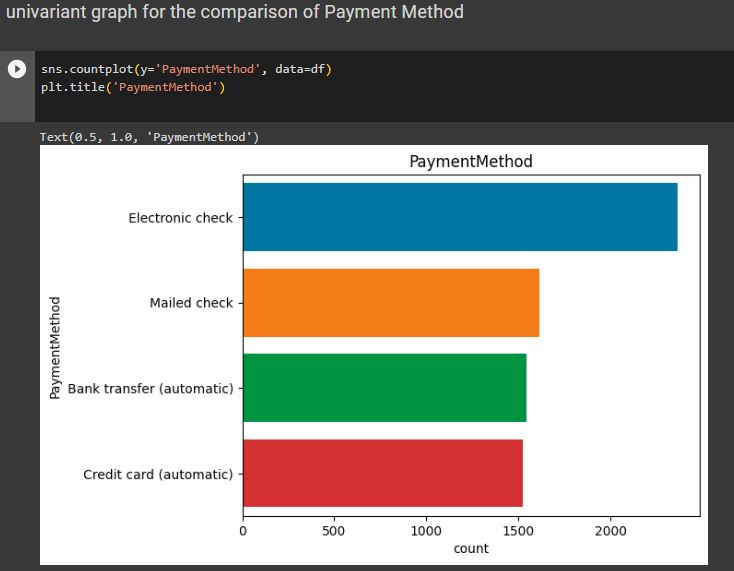 univariant graph for the comparison of Payment Method
sns.countplot(y='PaymentMethod', data=df)
plt.title('PaymentMethod')
Text(0.5, 1.0, 'PaymentMethod')
PaymentMethod
Electronic check
Mailed check
Bank transfer (automatic)
Credit card (automatic)
PaymentMethod
0 500 1000 1500 2000
count